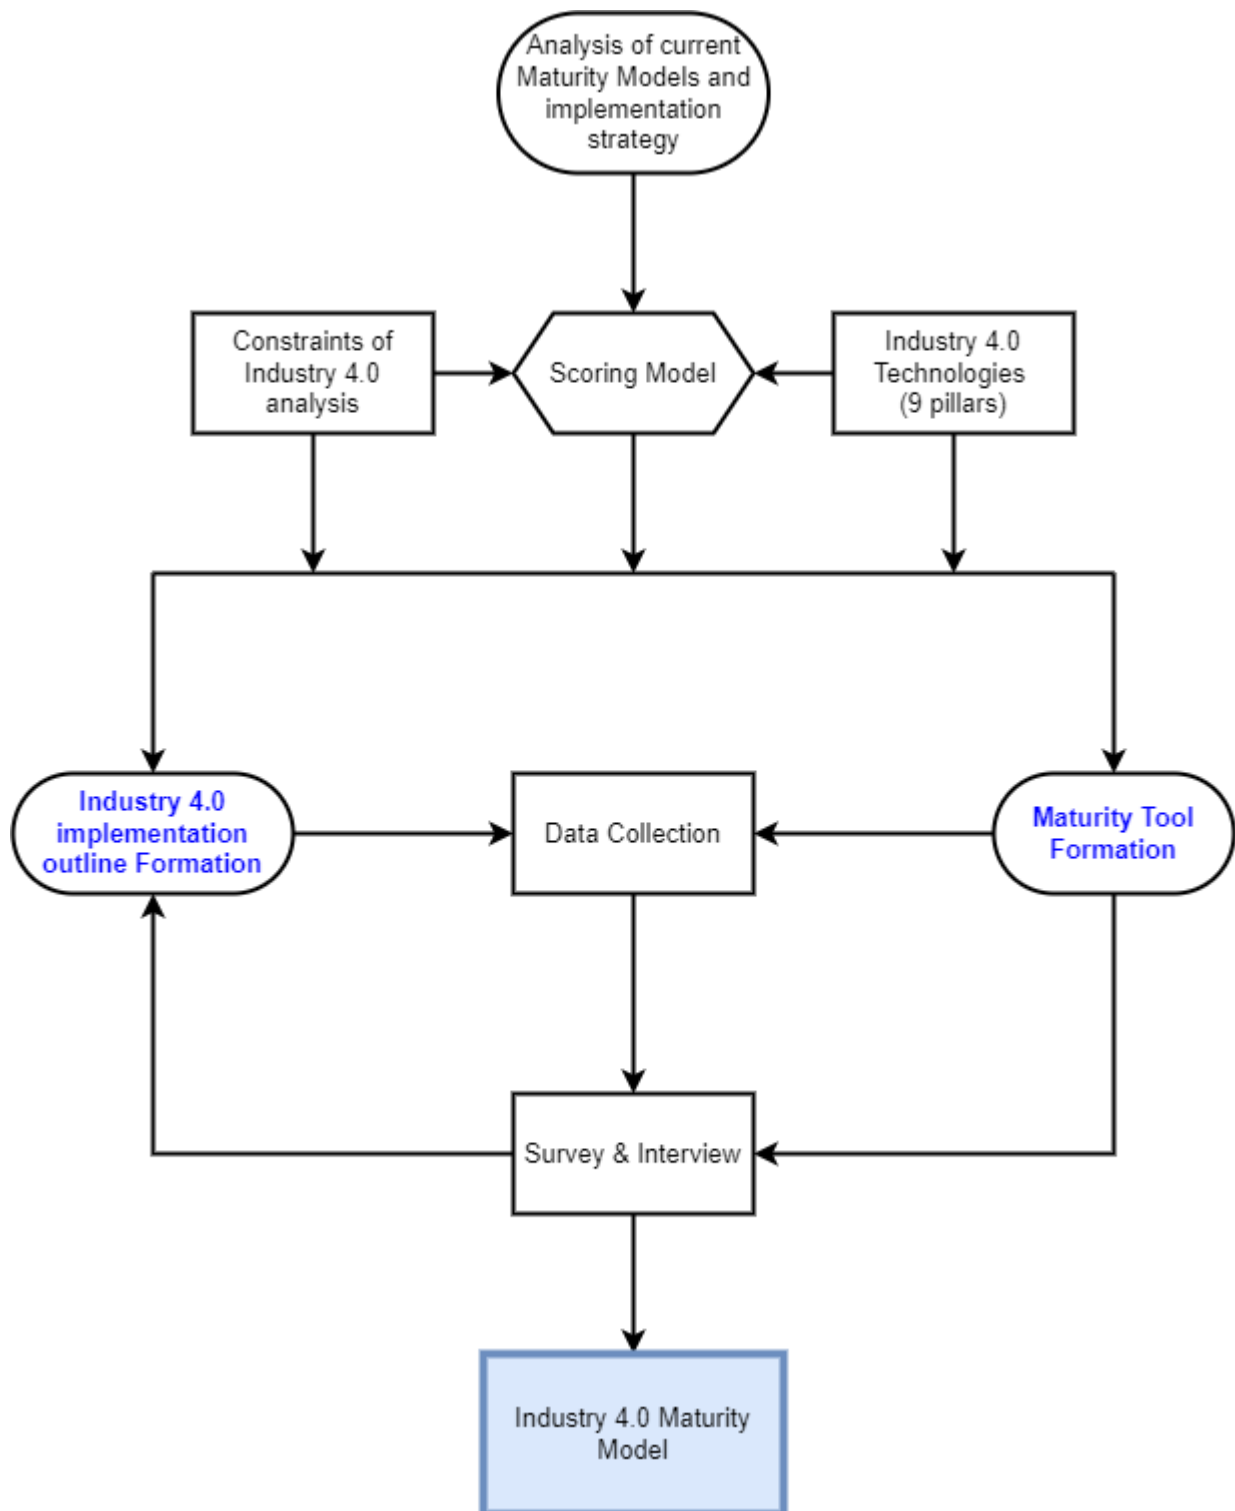 Analysis of current
Maturity Models and
implementation
strategy
Constraints of
Industry 4.0
analysis
Scoring Model
Industry 4.0
Technologies
(9 pillars)
Industry 4.0
implementation
outline Formation
Data Collection
Maturity Tool
Formation
Survey & Interview
Industry 4.0 Maturity
Model